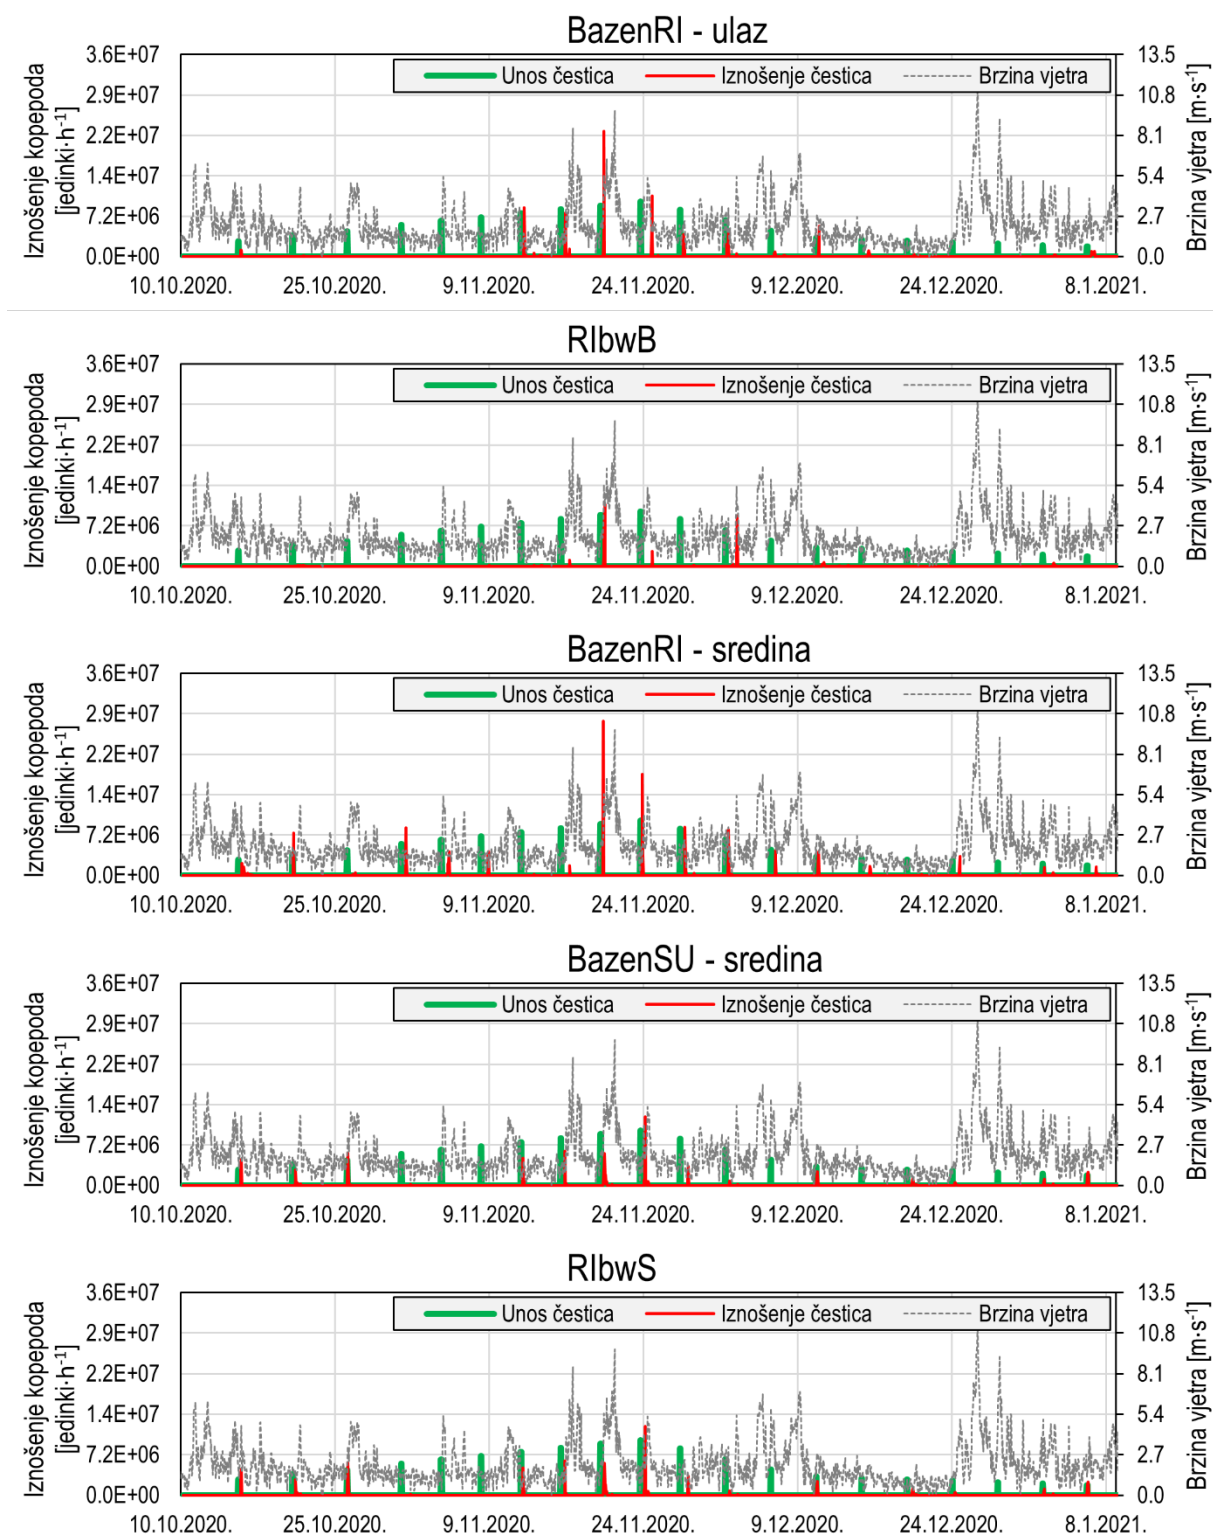 BazenRI - ulaz
Iznošenje kopepoda
[jedinki·h⁻¹]
3.6E+07
2.9E+07
2.2E+07
1.4E+07
7.2E+06
0.0E+00
Unos čestica Iznošenje čestica Brzina vjetra
13.5
10.8
8.1
5.4
2.7
0.0
Brzina vjetra [m·s⁻¹]
10.10.2020. 25.10.2020. 9.11.2020. 24.11.2020. 9.12.2020. 24.12.2020. 8.1.2021.
RIbwB
Iznošenje kopepoda
[jedinki·h⁻¹]
3.6E+07
2.9E+07
2.2E+07
1.4E+07
7.2E+06
0.0E+00
Unos čestica Iznošenje čestica Brzina vjetra
13.5
10.8
8.1
5.4
2.7
0.0
Brzina vjetra [m·s⁻¹]
10.10.2020. 25.10.2020. 9.11.2020. 24.11.2020. 9.12.2020. 24.12.2020. 8.1.2021.
BazenRI - sredina
Iznošenje kopepoda
[jedinki·h⁻¹]
3.6E+07
2.9E+07
2.2E+07
1.4E+07
7.2E+06
0.0E+00
Unos čestica Iznošenje čestica Brzina vjetra
13.5
10.8
8.1
5.4
2.7
0.0
Brzina vjetra [m·s⁻¹]
10.10.2020. 25.10.2020. 9.11.2020. 24.11.2020. 9.12.2020. 24.12.2020. 8.1.2021.
BazenSU - sredina
Iznošenje kopepoda
[jedinki·h⁻¹]
3.6E+07
2.9E+07
2.2E+07
1.4E+07
7.2E+06
0.0E+00
Unos čestica Iznošenje čestica Brzina vjetra
13.5
10.8
8.1
5.4
2.7
0.0
Brzina vjetra [m·s⁻¹]
10.10.2020. 25.10.2020. 9.11.2020. 24.11.2020. 9.12.2020. 24.12.2020. 8.1.2021.
RIbwS
Iznošenje kopepoda
[jedinki·h⁻¹]
3.6E+07
2.9E+07
2.2E+07
1.4E+07
7.2E+06
0.0E+00
Unos čestica Iznošenje čestica Brzina vjetra
13.5
10.8
8.1
5.4
2.7
0.0
Brzina vjetra [m·s⁻¹]
10.10.2020. 25.10.2020. 9.11.2020. 24.11.2020. 9.12.2020. 24.12.2020. 8.1.2021.